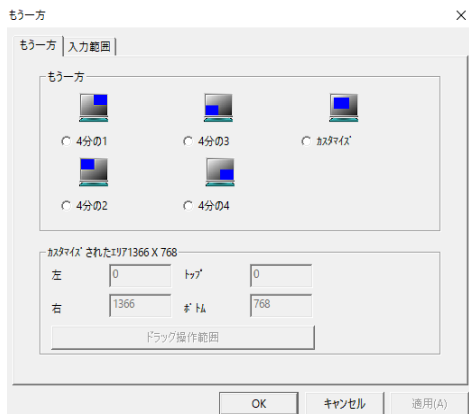 もう一方
もう一方 入力範囲
もう一方
4分の1 4分の3 ｶｽﾀﾏｲｽﾞ
4分の2 4分の04
ｶｽﾀﾏｲｽﾞされたｴﾘｱ1366 X 768
左 0 ﾄｯﾌﾟ 0
右 1366 ﾎﾞﾄﾑ 768
ドラッグ操作範囲
OK キャンセル 適用(A)